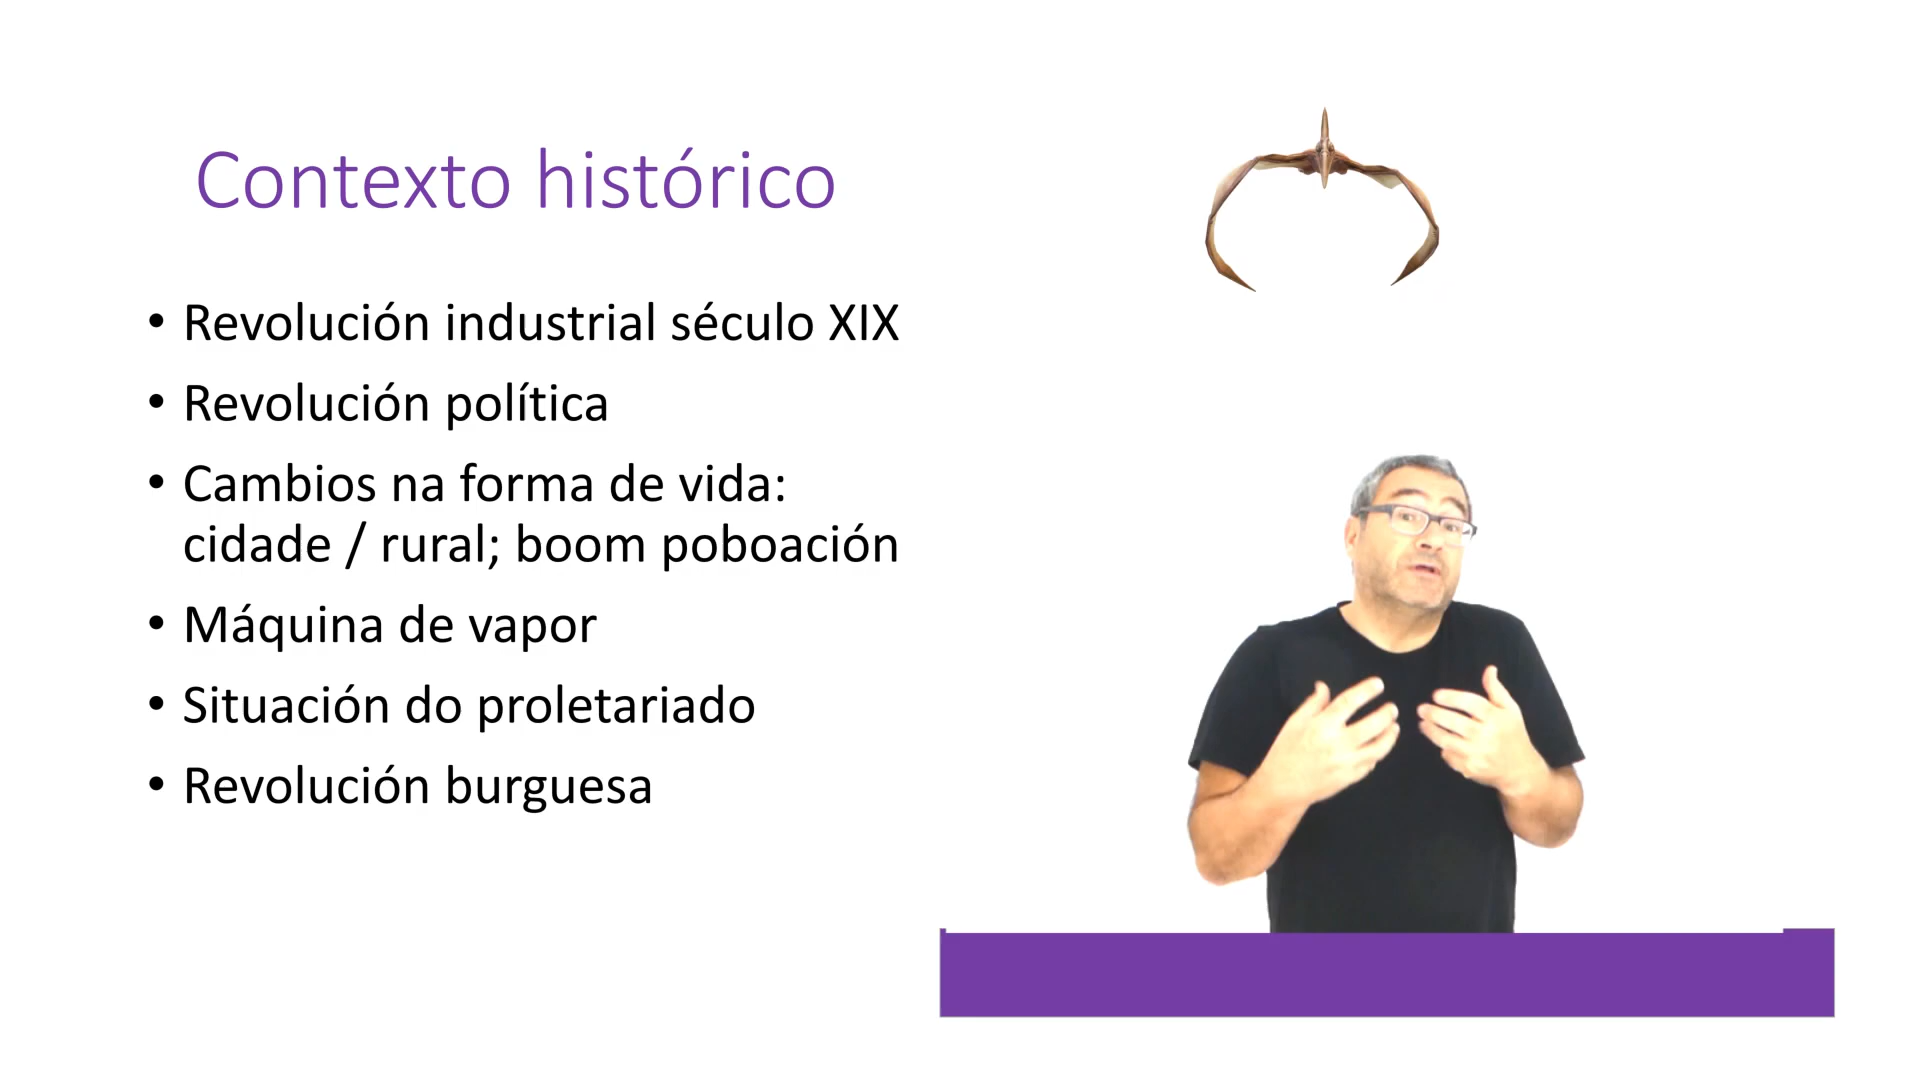 Contexto histórico
• Revolución industrial século XIX
• Revolución política
• Cambios na forma de vida:
cidade / rural; boom poboación
• Máquina de vapor
• Situación do proletariado
• Revolución burguesa